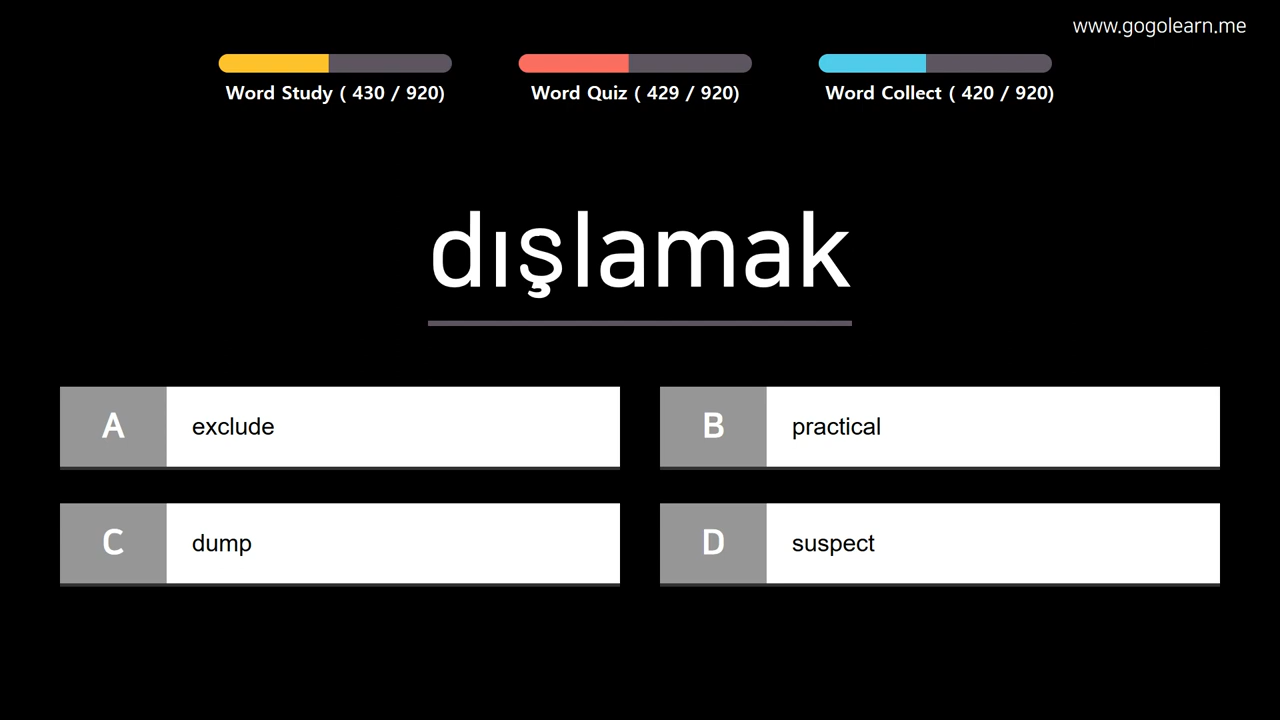 www.gogolearn.me
Word Study ( 430 / 920)
Word Quiz ( 429 / 920)
Word Collect ( 420 / 920)
dışlamak
A exclude
B practical
C dump
D suspect